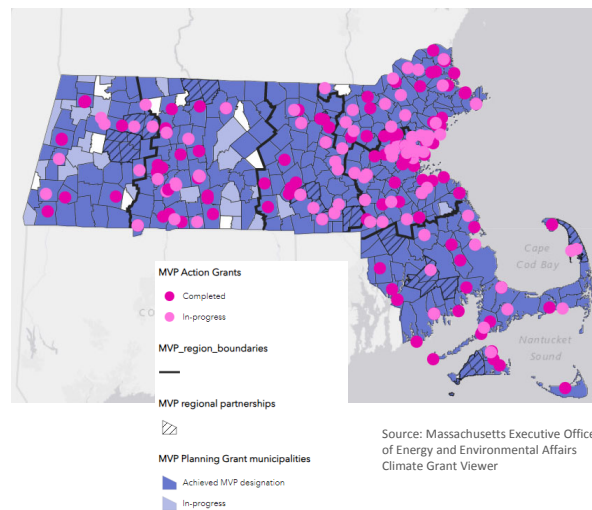 Cape
Cod Bay
Nantucket
Sound
MVP Action Grants
Completed
In-progress
MVP_region_boundaries
MVP regional partnerships
MVP Planning Grant municipalities
Achieved MVP designation
In-progress
Source: Massachusetts Executive Office
of Energy and Environmental Affairs
Climate Grant Viewer